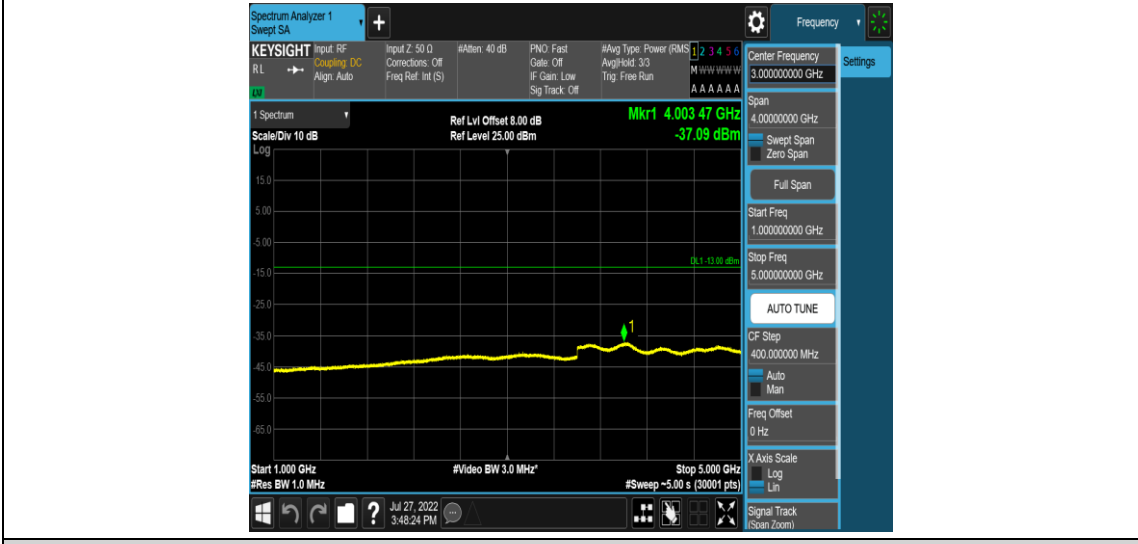 Spectrum Analyzer 1
Swept SA
Frequency
KEYSIGHT
RL
LXI
Input: RF
Coupling: DC
Align: Auto
Input Z: 50 Ω
Corrections: Off
Freq Ref: Int (S)
#Atten: 40 dB
PNO: Fast
Gate: Off
IF Gain: Low
Sig Track: Off
#Avg Type: Power (RMS
Avg|Hold: 3/3
Trig: Free Run
1 2 3 4 5 6
M W W W W W
A A A A A A
1 Spectrum
Scale/Div 10 dB
Log
Ref Lvl Offset 8.00 dB
Ref Level 25.00 dBm
Mkr1 4.003 47 GHz
-37.09 dBm
15.0
5.00
-5.00
-15.0
-25.0
-35.0
-45.0
-55.0
-65.0
DL1 -13.00 dBm
1
Start 1.000 GHz
#Res BW 1.0 MHz
#Video BW 3.0 MHz*
Stop 5.000 GHz
#Sweep ~5.00 s (30001 pts)
Jul 27, 2022
3:48:24 PM
Center Frequency
3.000000000 GHz
Settings
Span
4.00000000 GHz
Swept Span
Zero Span
Full Span
Start Freq
1.000000000 GHz
Stop Freq
5.000000000 GHz
AUTO TUNE
CF Step
400.000000 MHz
Auto
Man
Freq Offset
0 Hz
X Axis Scale
Log
Lin
Signal Track
(Span Zoom)